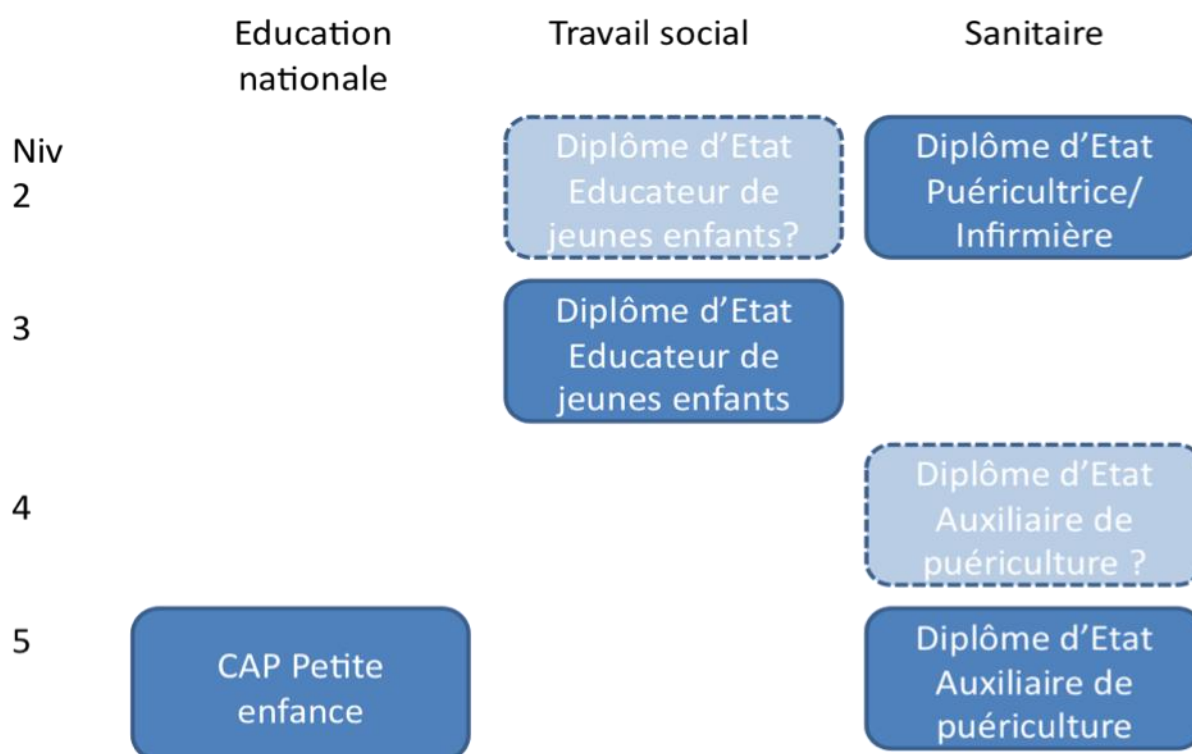 Education
nationale
Travail social
Sanitaire
Niv
2
Diplôme d’Etat
Educateur de
jeunes enfants?
Diplôme d’Etat
Puéricultrice/
Infirmière
3
Diplôme d’Etat
Educateur de
jeunes enfants
4
Diplôme d’Etat
Auxiliaire de
puériculture ?
5
CAP Petite
enfance
Diplôme d’Etat
Auxiliaire de
puériculture